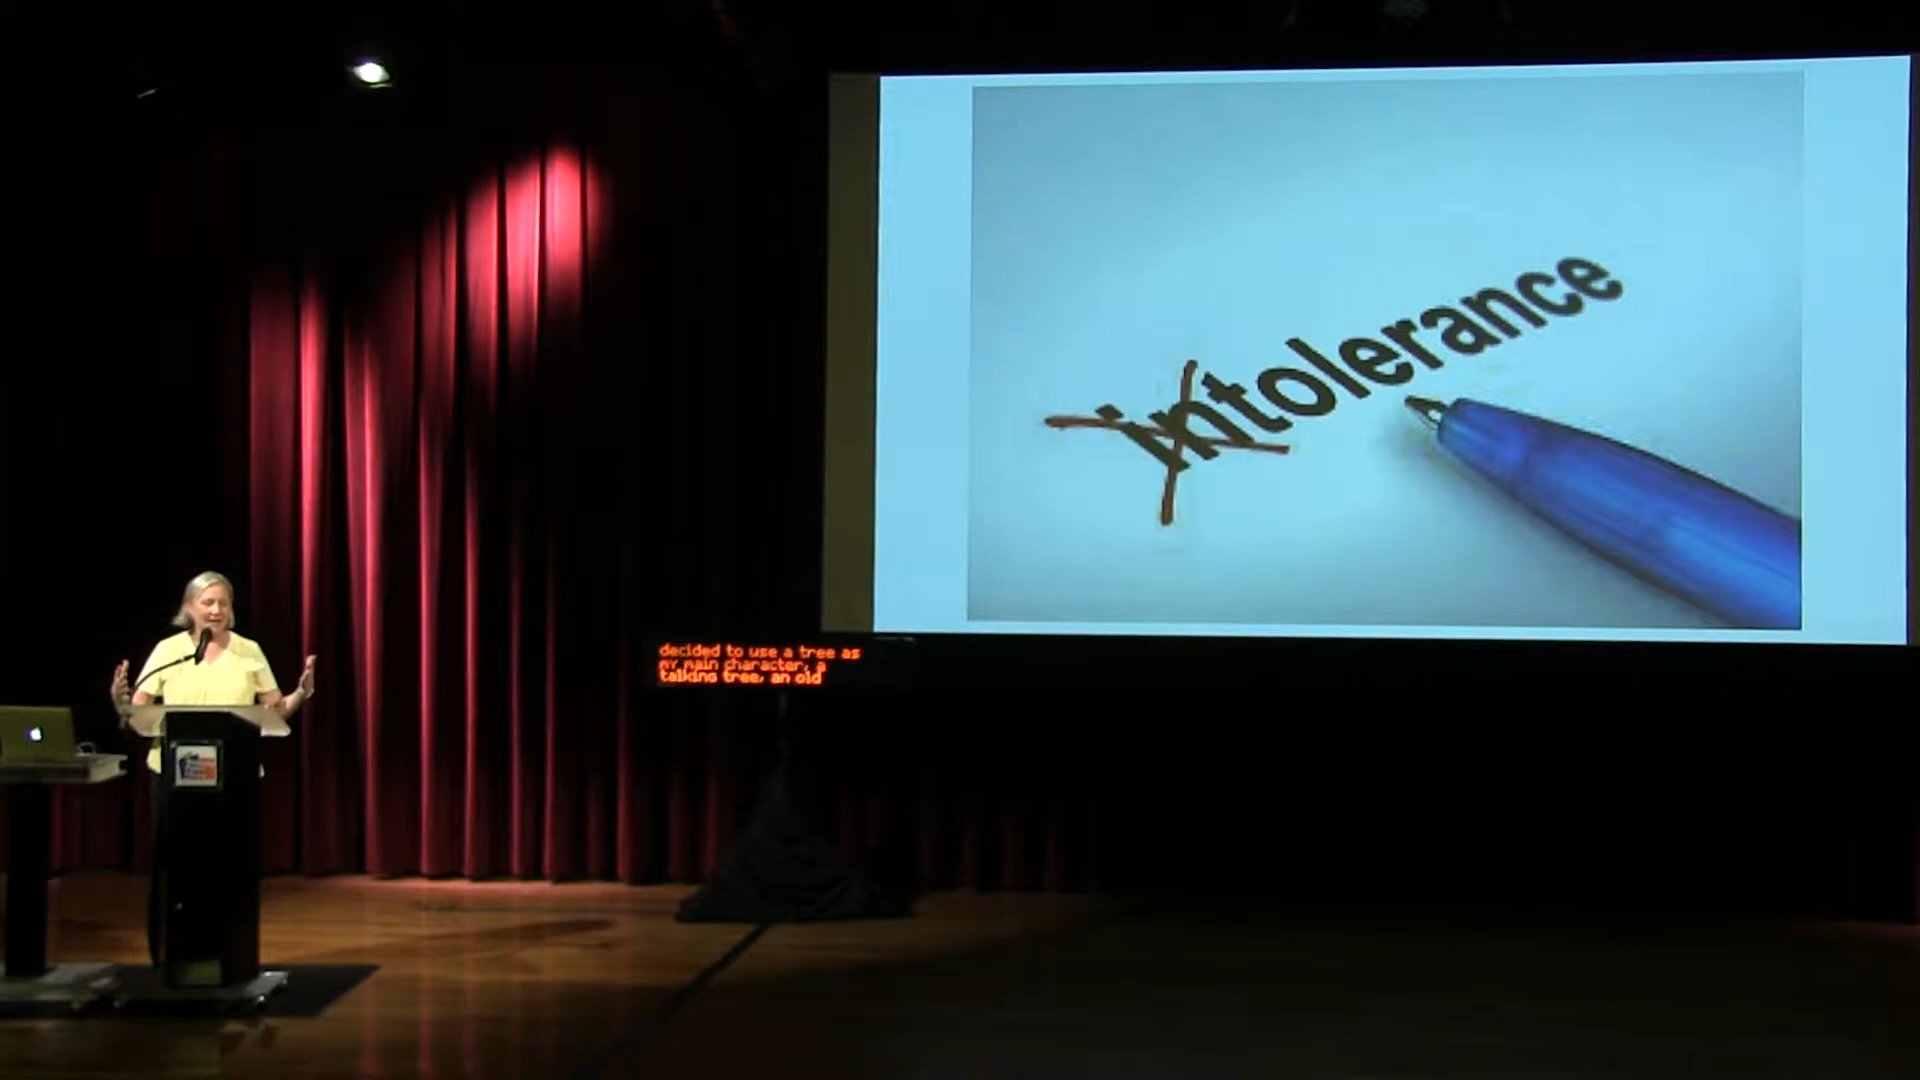 intolerance
decided to use a tree as
my main character, a
talking tree, an old